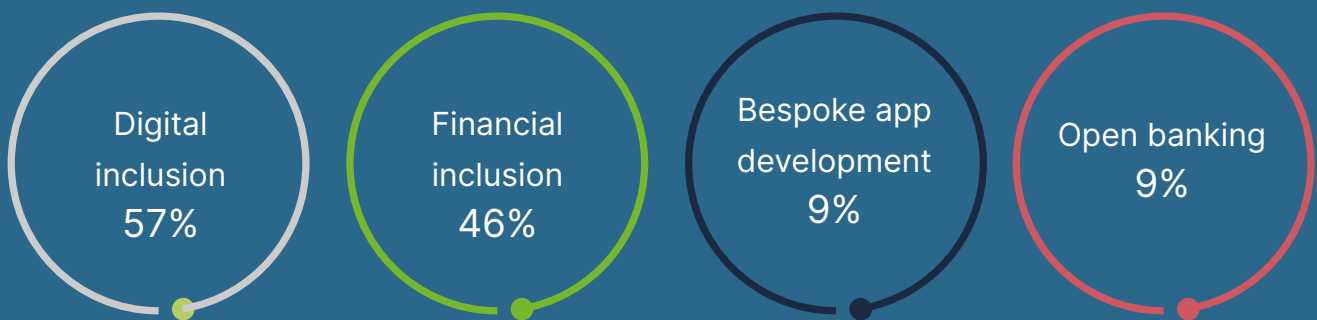 Digital
inclusion
57%
Financial
inclusion
46%
Bespoke app
development
9%
Open banking
9%